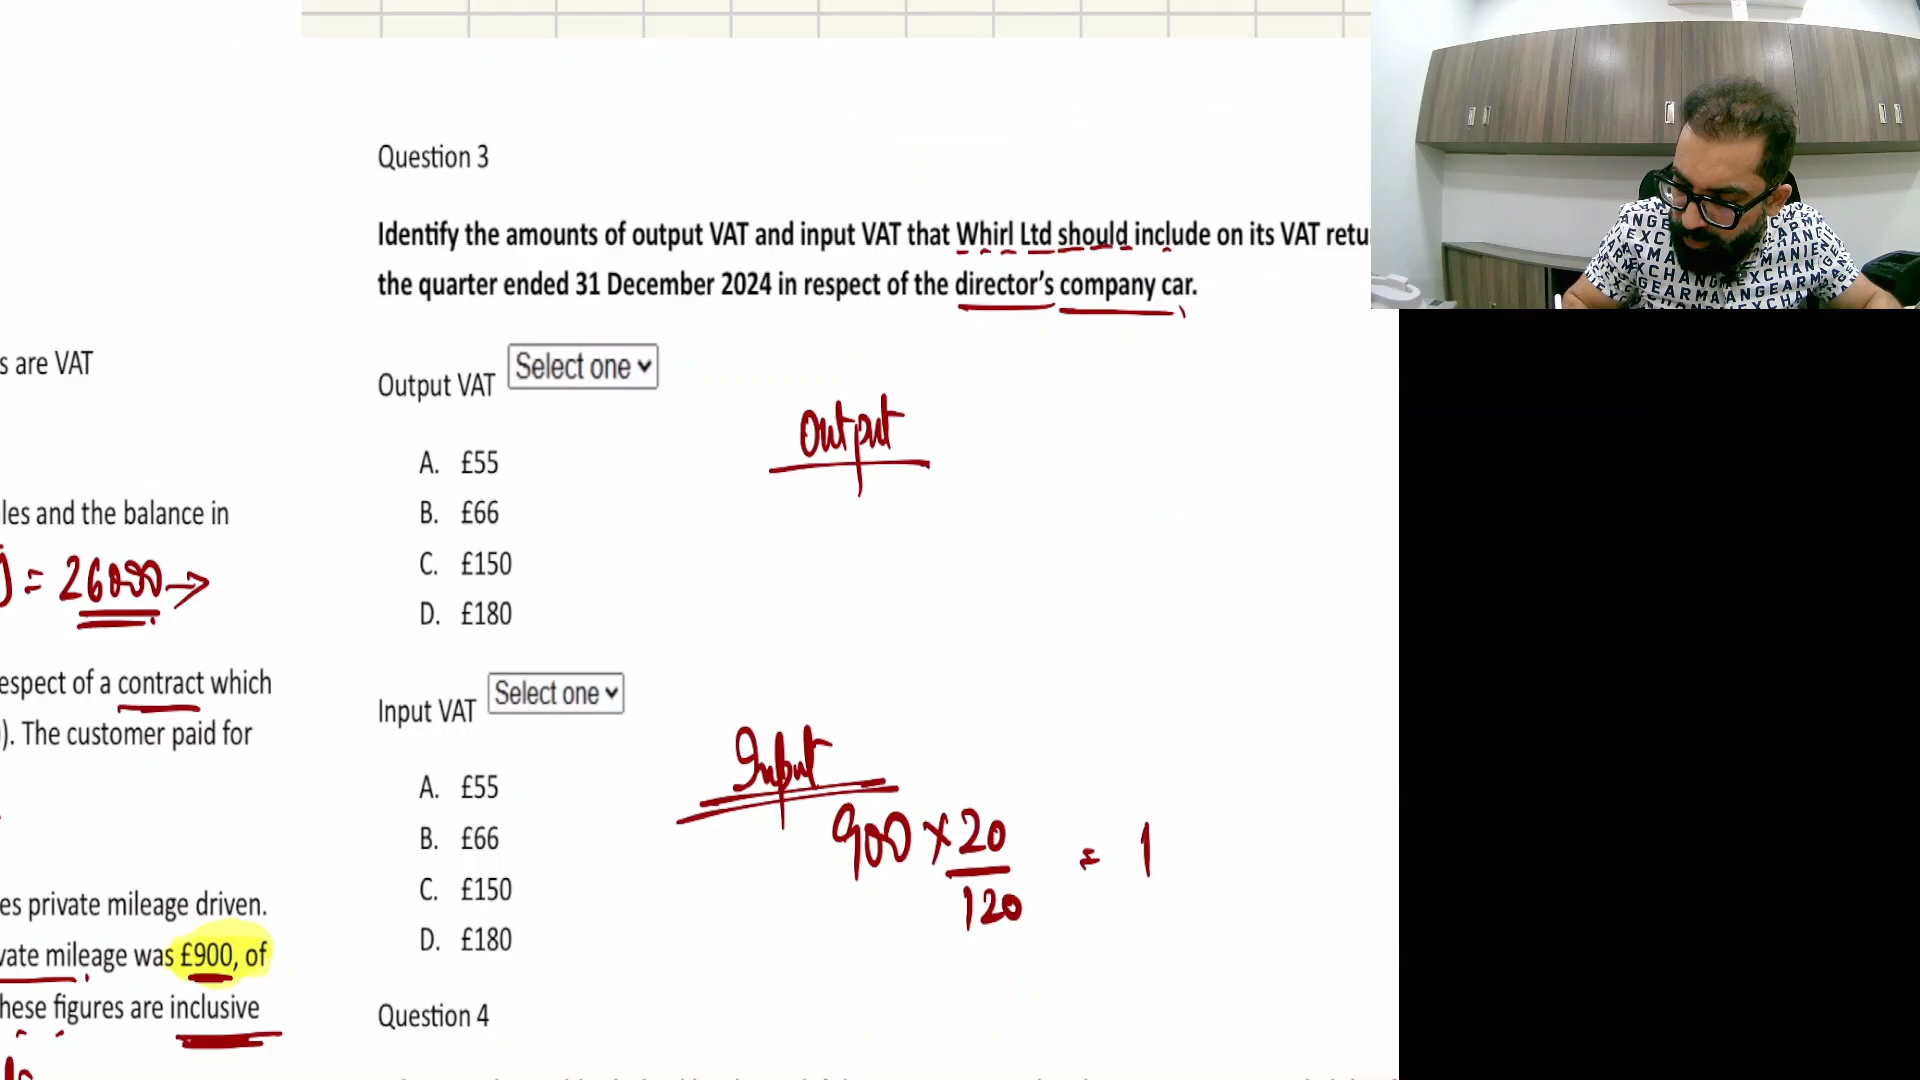 Question 3
Identify the amounts of output VAT and input VAT that Whirl Ltd should include on its VAT retu
the quarter ended 31 December 2024 in respect of the director's company car.
s are VAT
Output VAT Select one
Output
A. £55
B. £66
C. £150
D. £180
les and the balance in
= 26000 →
espect of a contract which
). The customer paid for
Input VAT Select one
Input
A. £55
B. £66
C. £150
D. £180
900 × 20
120
= 1
es private mileage driven.
vate mileage was £900, of
hese figures are inclusive
Question 4